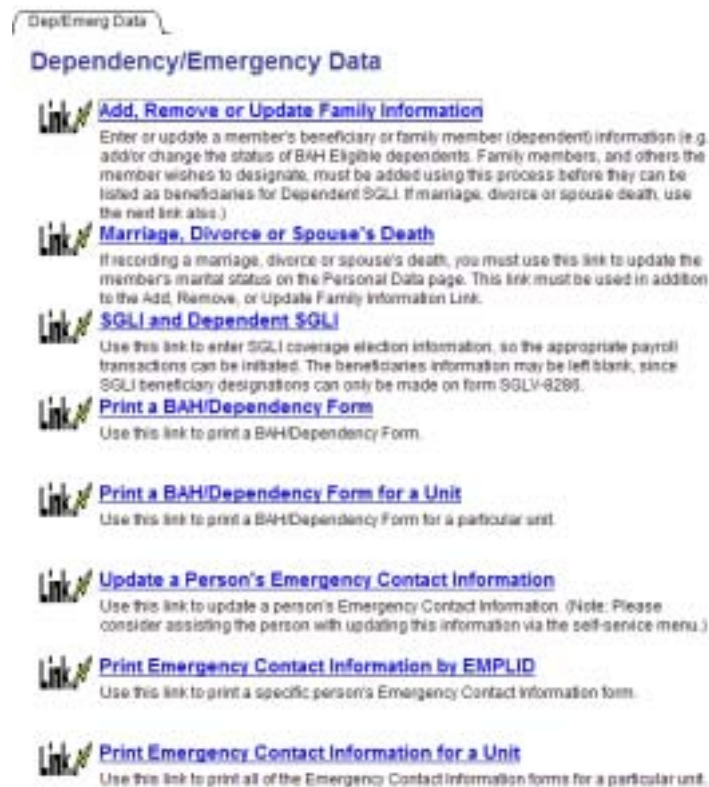 Dep/Emerg Data
Dependency/Emergency Data
Link Add, Remove or Update Family Information
Enter or update a member's beneficiary or family member (dependent) information (e.g.
add/or change the status of BAH Eligible dependents. Family members, and others the
member wishes to designate, must be added using this process before they can be
listed as beneficiaries for Dependent SGLI. If marriage, divorce or spouse death, use
the next link also.)
Link Marriage, Divorce or Spouse's Death
If recording a marriage, divorce or spouse's death, you must use this link to update the
member's marital status on the Personal Data page. This link must be used in addition
to the Add, Remove, or Update Family Information Link.
Link SGLI and Dependent SGLI
Use this link to enter SGLI coverage election information, so the appropriate payroll
transactions can be initiated. The beneficiaries information may be left blank, since
SGLI beneficiary designations can only be made on form SGLV-8286.
Link Print a BAH/Dependency Form
Use this link to print a BAH/Dependency Form.
Link Print a BAH/Dependency Form for a Unit
Use this link to print a BAH/Dependency Form for a particular unit.
Link Update a Person's Emergency Contact Information
Use this link to update a person's Emergency Contact Information. (Note: Please
consider assisting the person with updating this information via the self-service menu.)
Link Print Emergency Contact Information by EMPLID
Use this link to print a specific person's Emergency Contact Information form.
Link Print Emergency Contact Information for a Unit
Use this link to print all of the Emergency Contact Information forms for a particular unit.